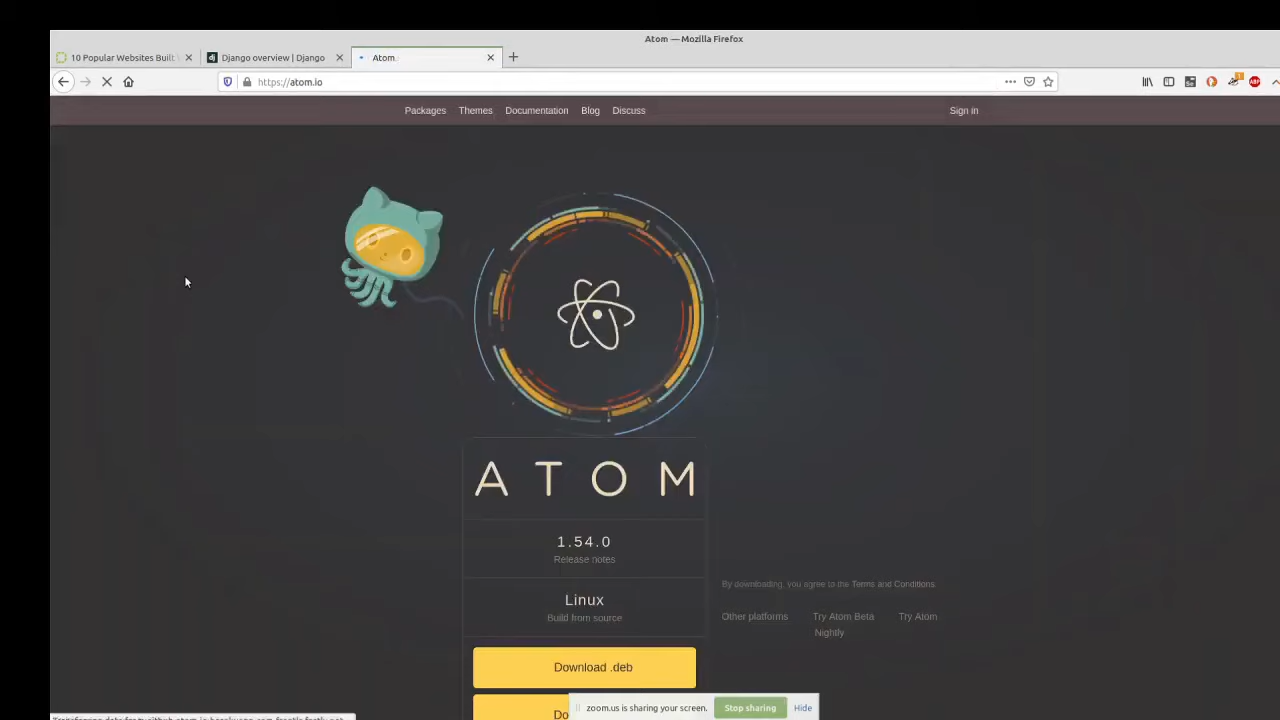 Atom — Mozilla Firefox
10 Popular Websites Built
Django overview | Django
Atom
https://atom.io
Packages Themes Documentation Blog Discuss Sign in
ATOM
1.54.0
Release notes
Linux
Build from source
By downloading, you agree to the Terms and Conditions.
Other platforms Try Atom Beta Try Atom
Nightly
Download .deb
Do
zoom.us is sharing your screen. Stop sharing Hide